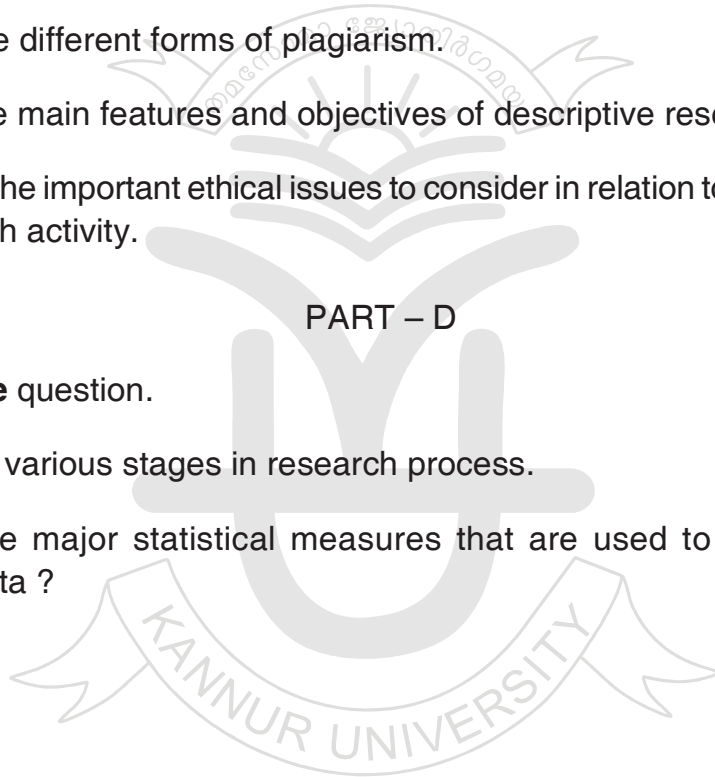 തമസോ മാ ജ്യോതിർഗമയ
e different forms of plagiarism.
e main features and objectives of descriptive rese
he important ethical issues to consider in relation to
h activity.
PART – D
e question.
various stages in research process.
e major statistical measures that are used to
ta ?
KANNUR UNIVERSITY